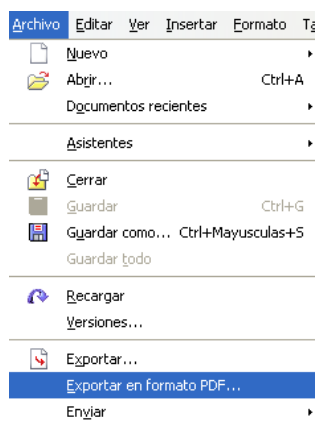 Archivo Editar Ver Insertar Formato
Nuevo
Abrir... Ctrl+A
Documentos recientes
Asistentes
Cerrar
Guardar Ctrl+G
Guardar como... Ctrl+Mayusculas+S
Guardar todo
Recargar
Versiones...
Exportar...
Exportar en formato PDF...
Enviar